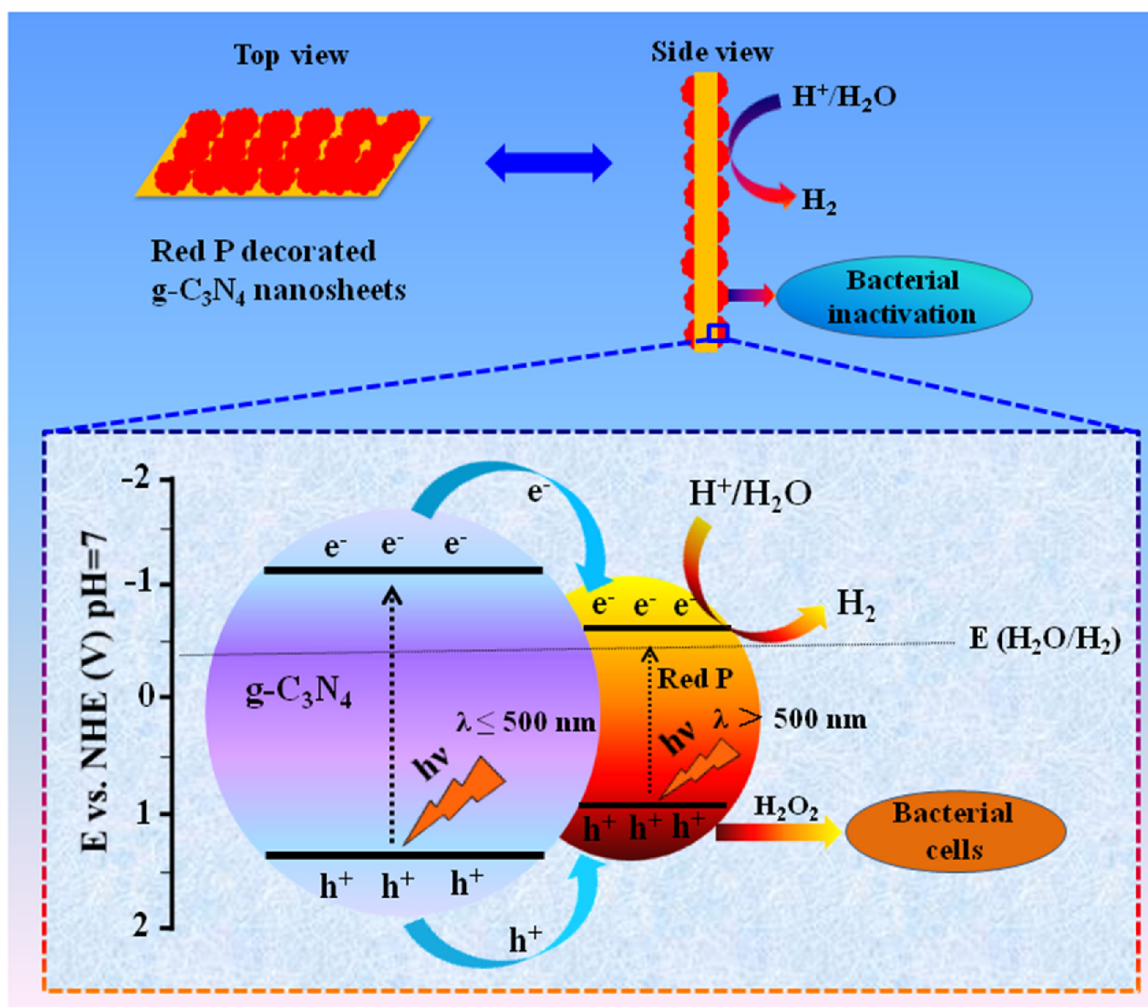 Top view
Side view
H⁺/H₂O
H₂
Red P decorated
g-C₃N₄ nanosheets
Bacterial
inactivation
E vs. NHE (V) pH=7
-2
-1
0
1
2
e⁻
H⁺/H₂O
e⁻ e⁻ e⁻
e⁻ e⁻ e⁻
H₂
E (H₂O/H₂)
g-C₃N₄
Red P
λ ≤ 500 nm
λ > 500 nm
hν
hν
H₂O₂
h⁺ h⁺ h⁺
Bacterial
cells
h⁺ h⁺ h⁺
h⁺